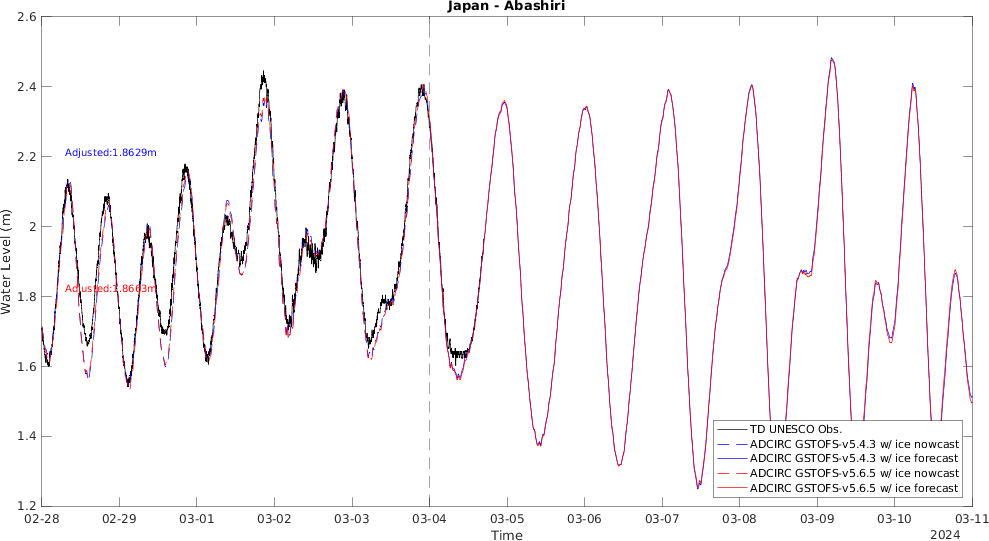 Japan - Abashiri
2.6
2.4
2.2
2
1.8
1.6
1.4
1.2
Water Level (m)
Adjusted:1.8629m
Adjusted:1.8663m
TD UNESCO Obs.
ADCIRC GSTOFS-v5.4.3 w/ ice nowcast
ADCIRC GSTOFS-v5.4.3 w/ ice forecast
ADCIRC GSTOFS-v5.6.5 w/ ice nowcast
ADCIRC GSTOFS-v5.6.5 w/ ice forecast
02-28 02-29 03-01 03-02 03-03 03-04 03-05 03-06 03-07 03-08 03-09 03-10 03-11
Time
2024